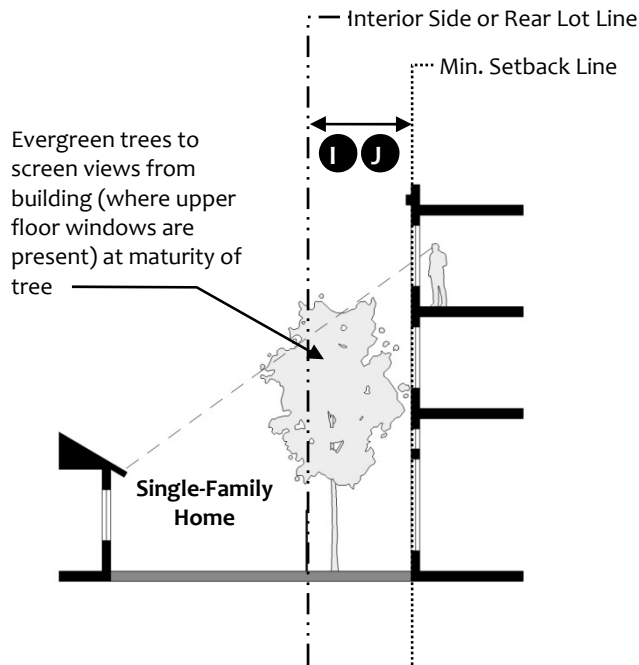 Interior Side or Rear Lot Line
Min. Setback Line
Evergreen trees to
screen views from
building (where upper
floor windows are
present) at maturity of
tree
I J
Single-Family
Home